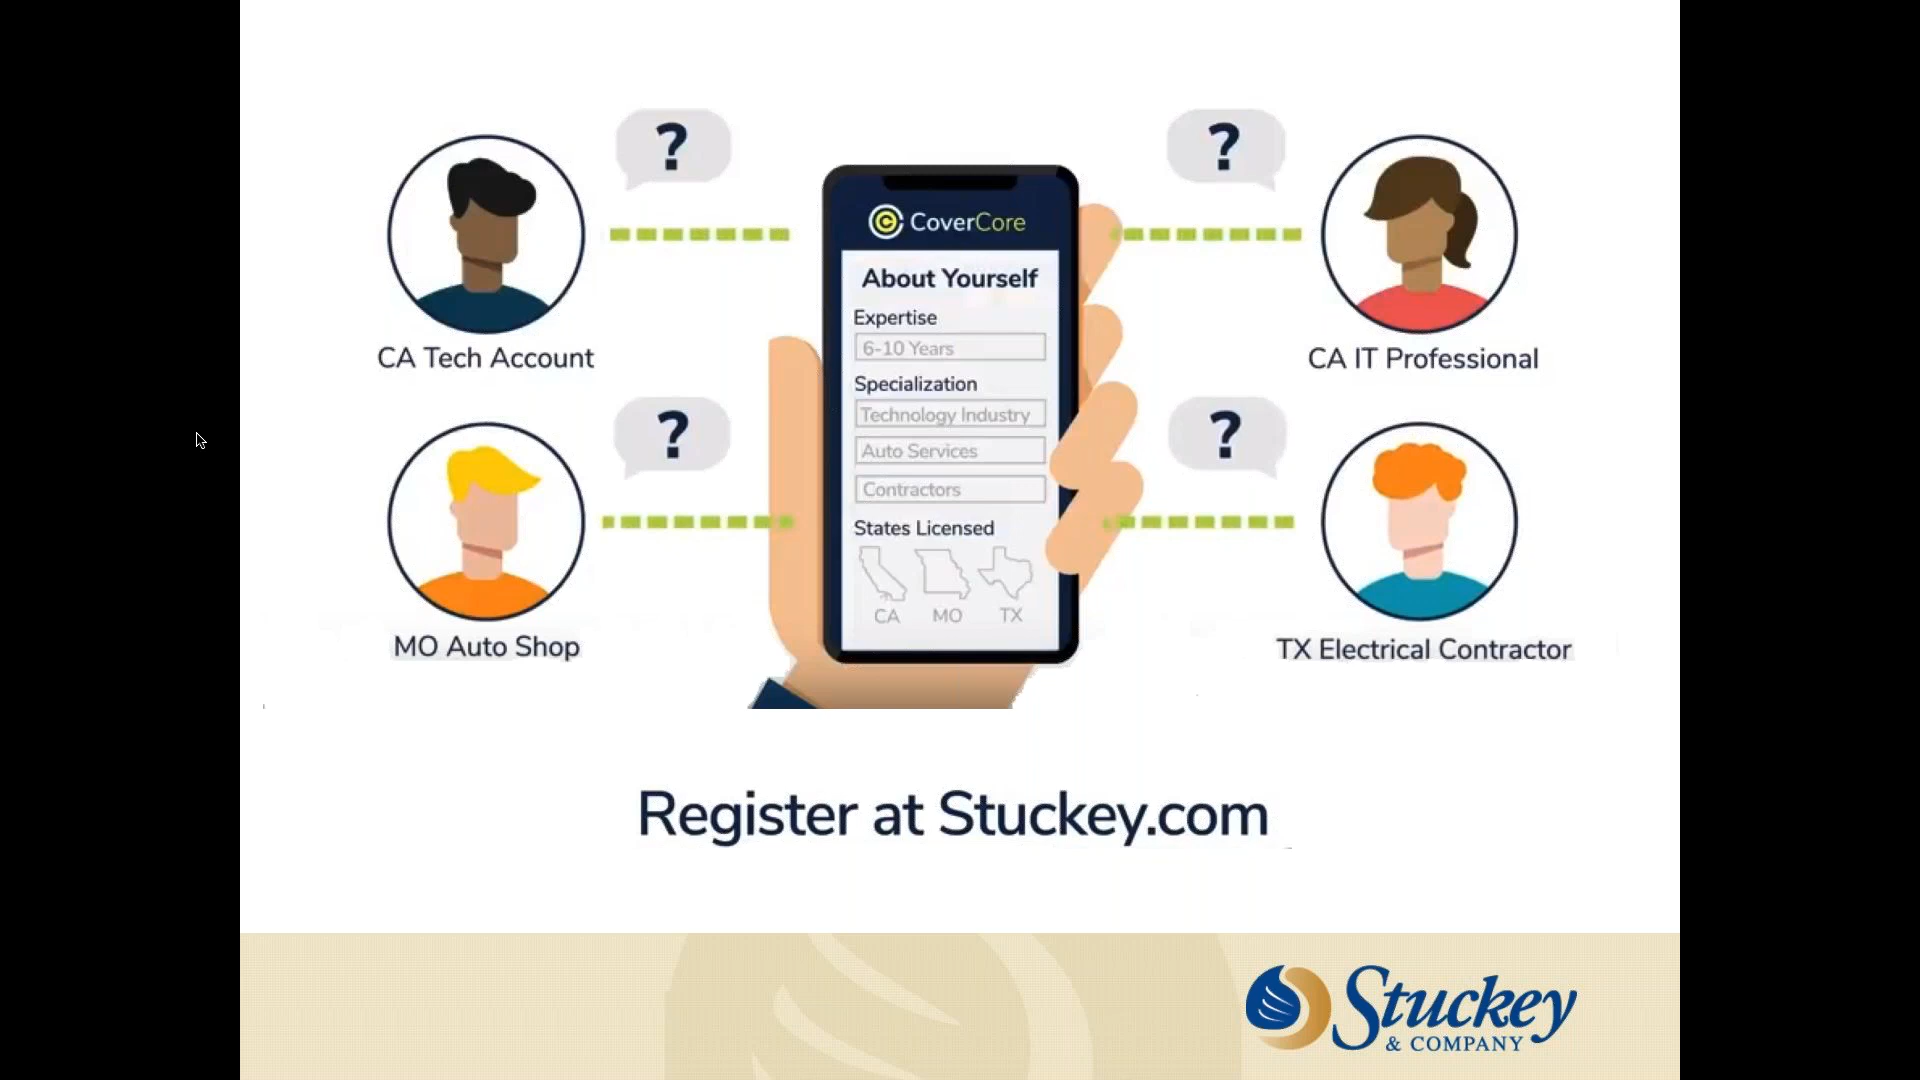 ?
?
CoverCore
About Yourself
Expertise
6-10 Years
Specialization
Technology Industry
Auto Services
Contractors
States Licensed
CA MO TX
CA Tech Account
CA IT Professional
?
?
MO Auto Shop
TX Electrical Contractor
Register at Stuckey.com
Stuckey
& COMPANY